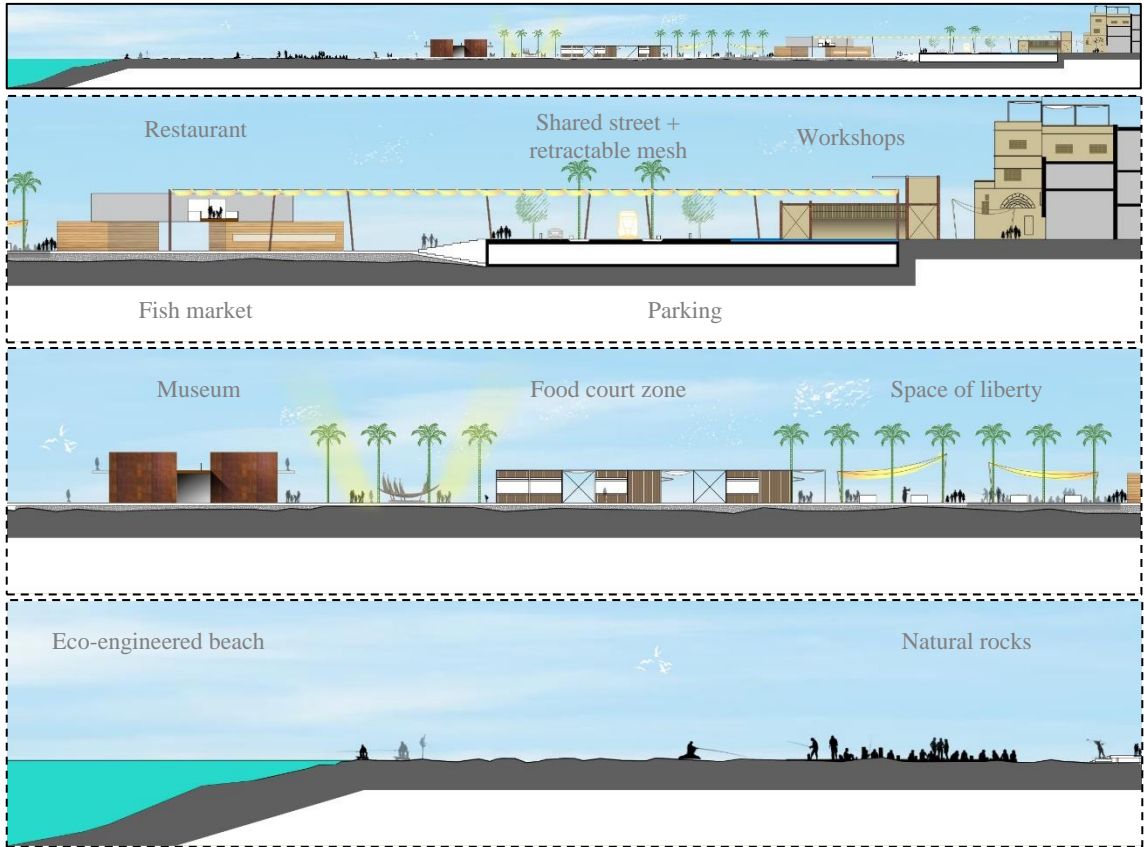 Restaurant
Shared street +
retractable mesh
Workshops
Fish market
Parking
Museum
Food court zone
Space of liberty
Eco-engineered beach
Natural rocks